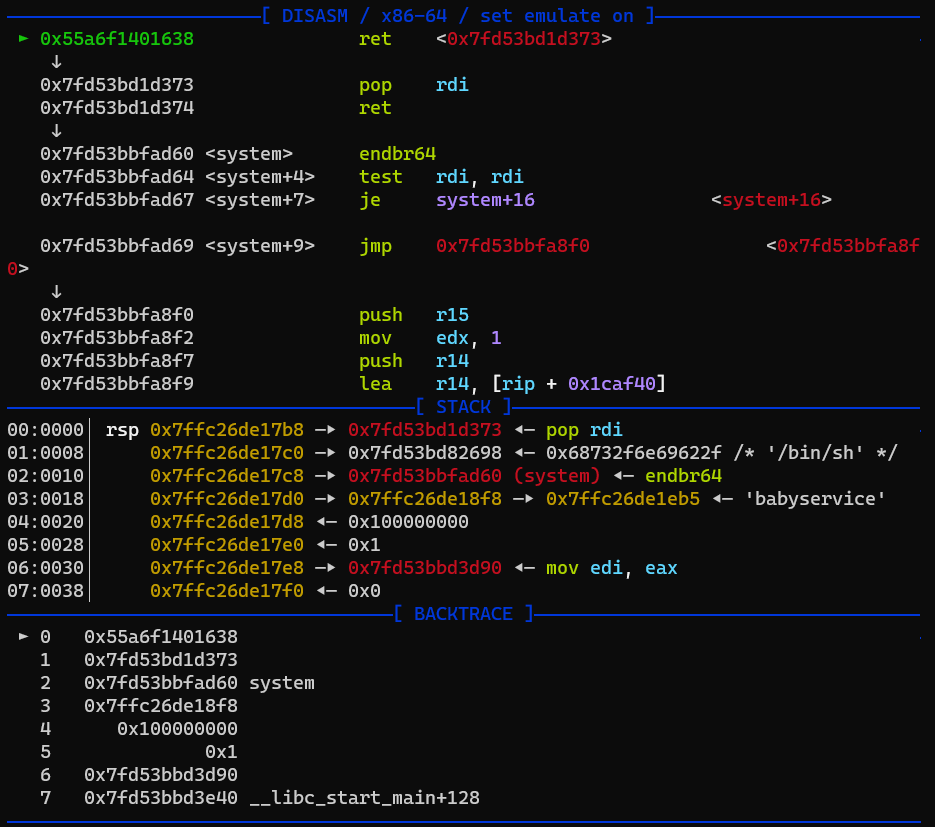 [ DISASM / x86-64 / set emulate on ]
► 0x55a6f1401638 ret <0x7fd53bd1d373>
↓
0x7fd53bd1d373 pop rdi
0x7fd53bd1d374 ret
↓
0x7fd53bbfad60 <system> endbr64
0x7fd53bbfad64 <system+4> test rdi, rdi
0x7fd53bbfad67 <system+7> je system+16 <system+16>
0x7fd53bbfad69 <system+9> jmp 0x7fd53bbfa8f0 <0x7fd53bbfa8f
0>
↓
0x7fd53bbfa8f0 push r15
0x7fd53bbfa8f2 mov edx, 1
0x7fd53bbfa8f7 push r14
0x7fd53bbfa8f9 lea r14, [rip + 0x1caf40]
[ STACK ]
00:0000│ rsp 0x7ffc26de17b8 —▸ 0x7fd53bd1d373 ◂— pop rdi
01:0008│ 0x7ffc26de17c0 —▸ 0x7fd53bd82698 ◂— 0x68732f6e69622f /* '/bin/sh' */
02:0010│ 0x7ffc26de17c8 —▸ 0x7fd53bbfad60 (system) ◂— endbr64
03:0018│ 0x7ffc26de17d0 —▸ 0x7ffc26de18f8 —▸ 0x7ffc26de1eb5 ◂— 'babyservice'
04:0020│ 0x7ffc26de17d8 ◂— 0x100000000
05:0028│ 0x7ffc26de17e0 ◂— 0x1
06:0030│ 0x7ffc26de17e8 —▸ 0x7fd53bbd3d90 ◂— mov edi, eax
07:0038│ 0x7ffc26de17f0 ◂— 0x0
[ BACKTRACE ]
► 0 0x55a6f1401638
1 0x7fd53bd1d373
2 0x7fd53bbfad60 system
3 0x7ffc26de18f8
4 0x100000000
5 0x1
6 0x7fd53bbd3d90
7 0x7fd53bbd3e40 __libc_start_main+128